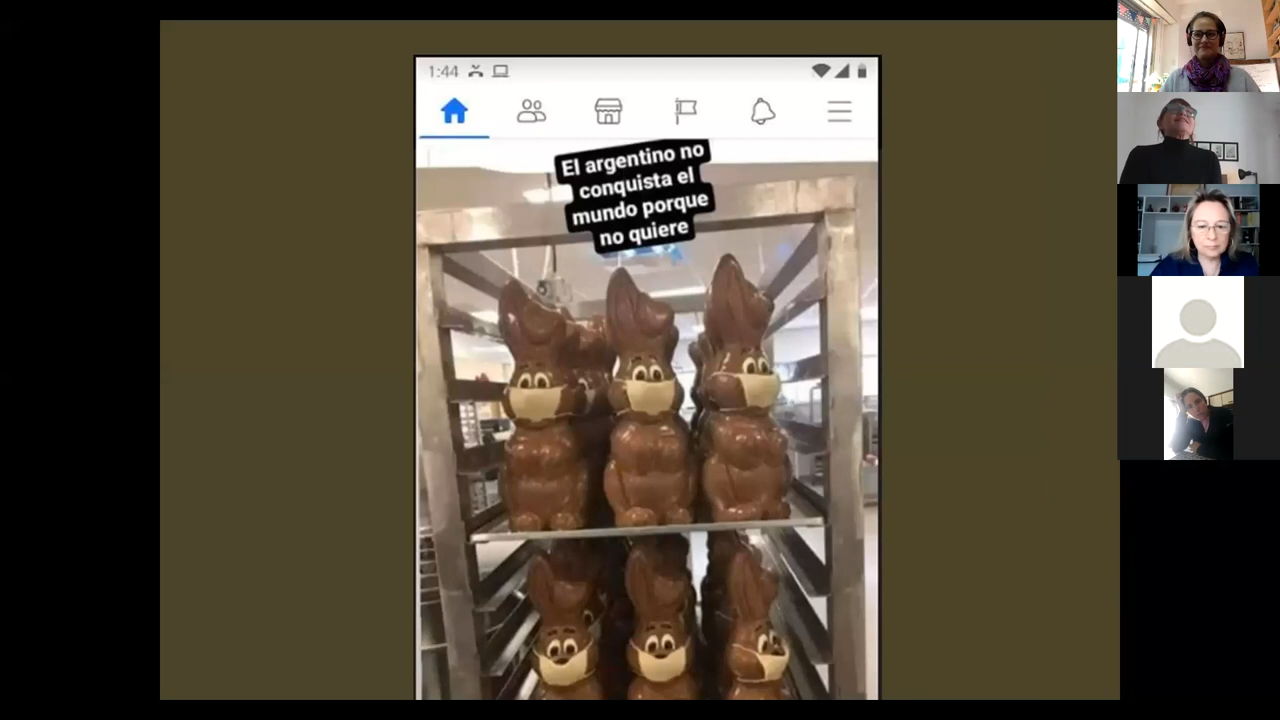 1:44
El argentino no
conquista el
mundo porque
no quiere